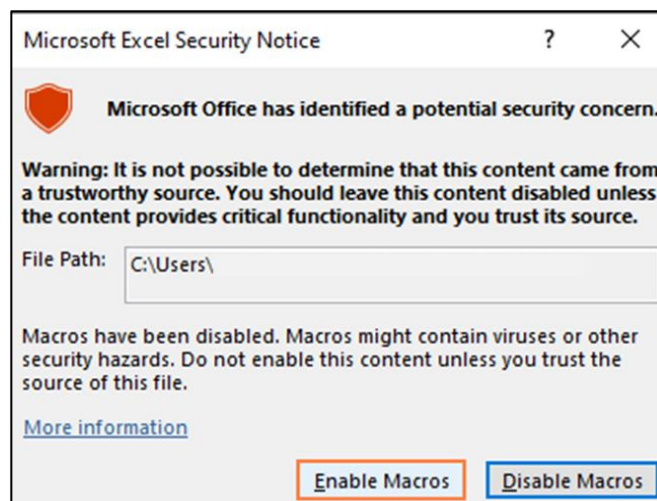 Microsoft Excel Security Notice ?
Microsoft Office has identified a potential security concern.
Warning: It is not possible to determine that this content came from
a trustworthy source. You should leave this content disabled unless
the content provides critical functionality and you trust its source.
File Path: C:\Users\
Macros have been disabled. Macros might contain viruses or other
security hazards. Do not enable this content unless you trust the
source of this file.
More information
Enable Macros Disable Macros